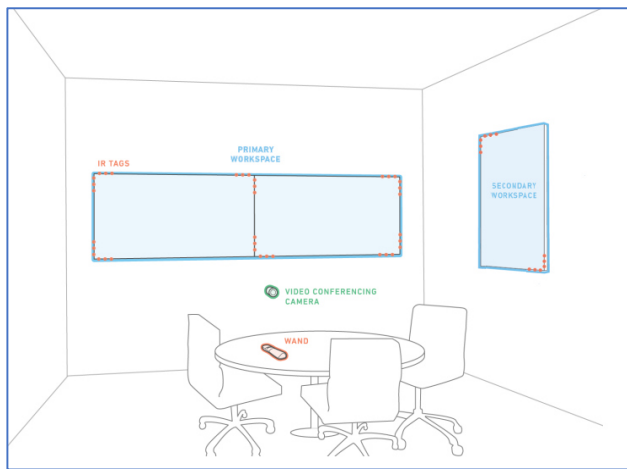 PRIMARY
WORKSPACE
IR TAGS
SECONDARY
WORKSPACE
VIDEO CONFERENCING
CAMERA
WAND